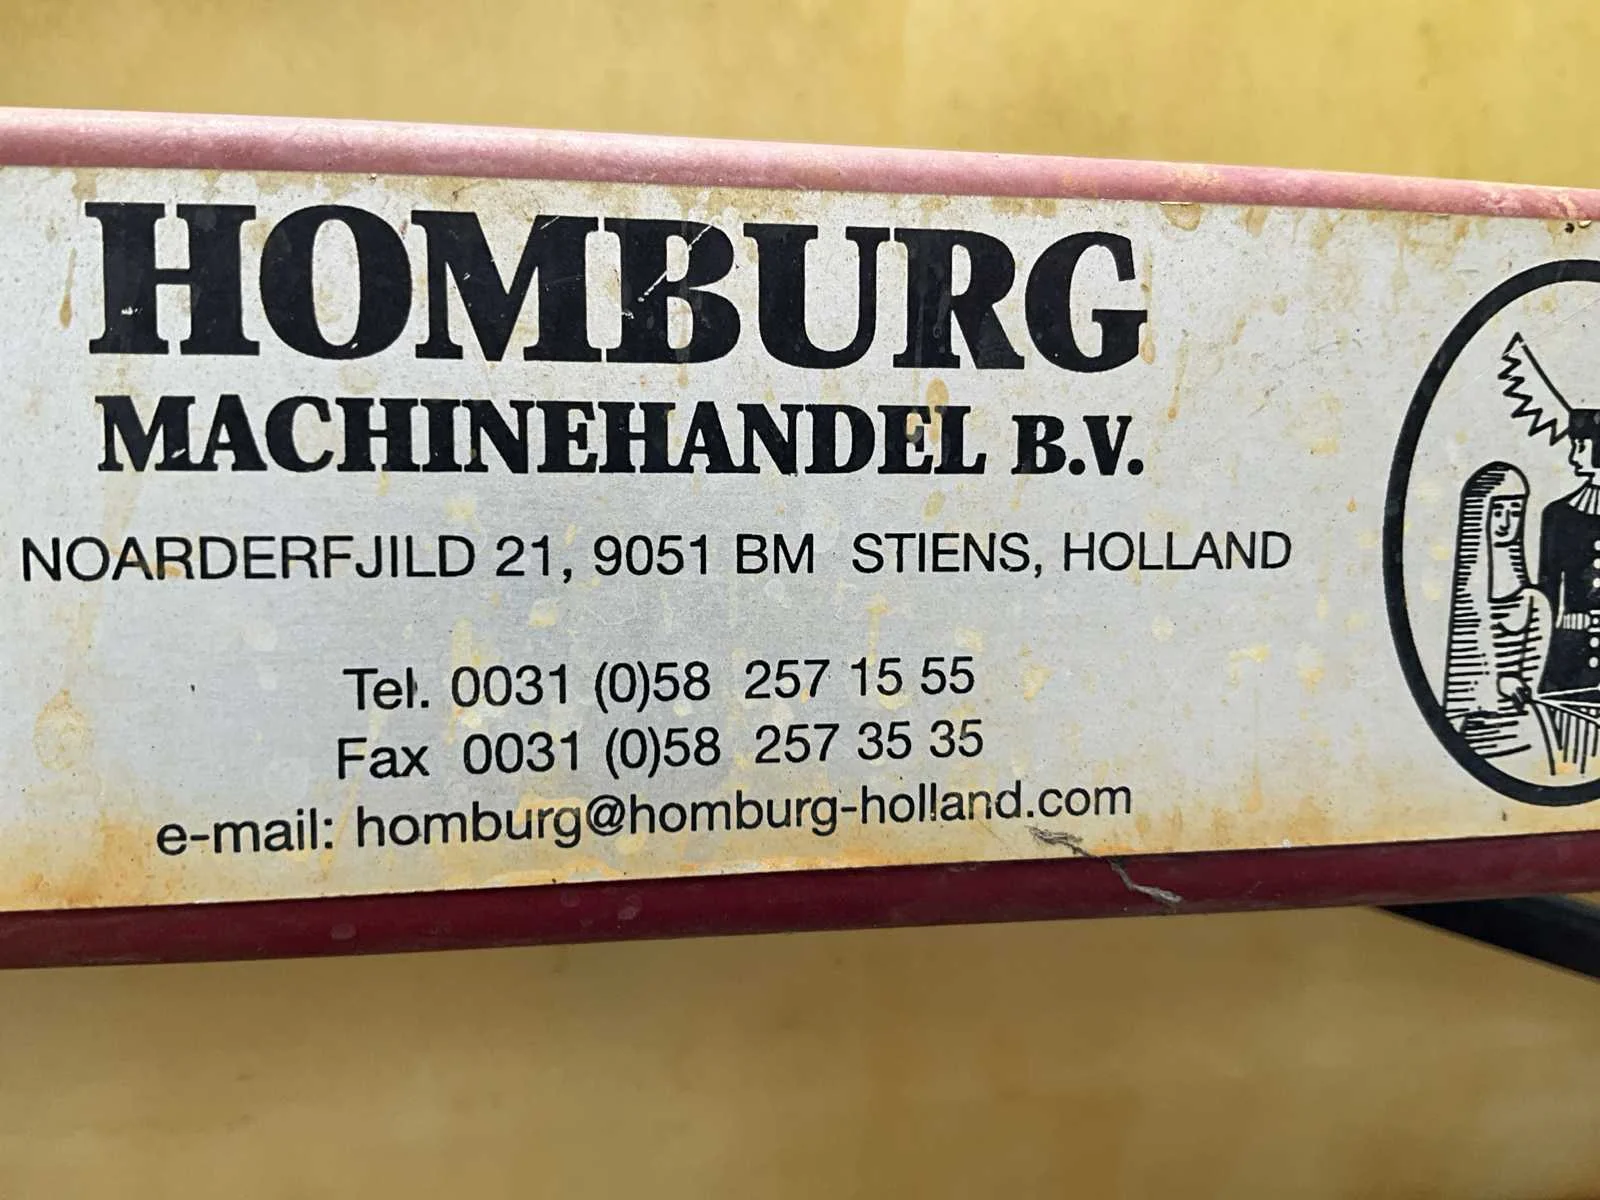 HOMBURG
MACHINEHANDEL B.V.
NOARDERFJILD 21, 9051 BM STIENS, HOLLAND
Tel. 0031 (0)58 257 15 55
Fax 0031 (0)58 257 35 35
e-mail: homburg@homburg-holland.com